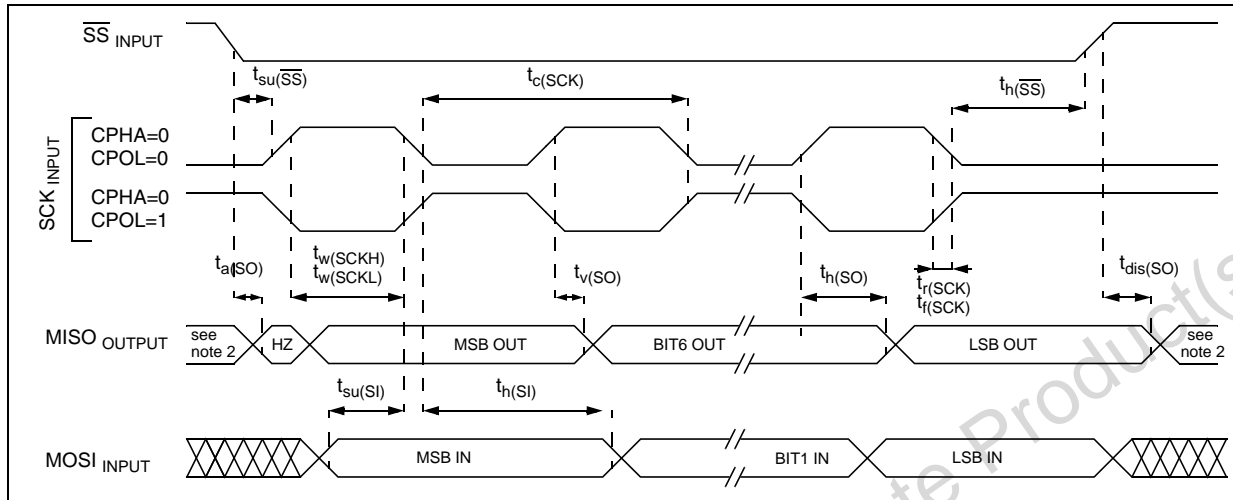 SS INPUT
tsu(SS)
tc(SCK)
th(SS)
SCK INPUT
CPHA=0
CPOL=0
CPHA=0
CPOL=1
ta(SO)
tw(SCKH)
tw(SCKL)
tv(SO)
th(SO)
tr(SCK)
tf(SCK)
tdis(SO)
MISO OUTPUT
see note 2
HZ
MSB OUT
BIT6 OUT
LSB OUT
see note 2
tsu(SI)
th(SI)
MOSI INPUT
MSB IN
BIT1 IN
LSB IN
te Product(s